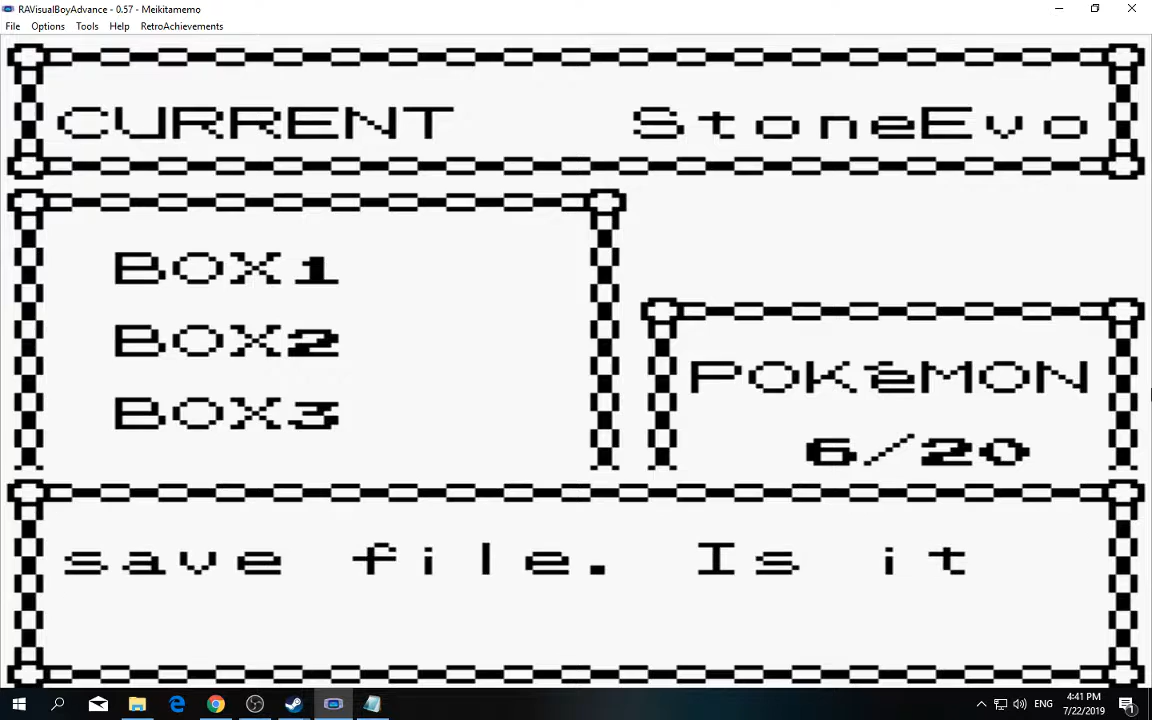 RAVisualBoyAdvance - 0.57 - Meikitamemo
File Options Tools Help RetroAchievements
CURRENT StoneEvo
BOX1
BOX2
BOX3
POKéMON
6/20
save file. Is it
ENG
4:41 PM
7/22/2019
1